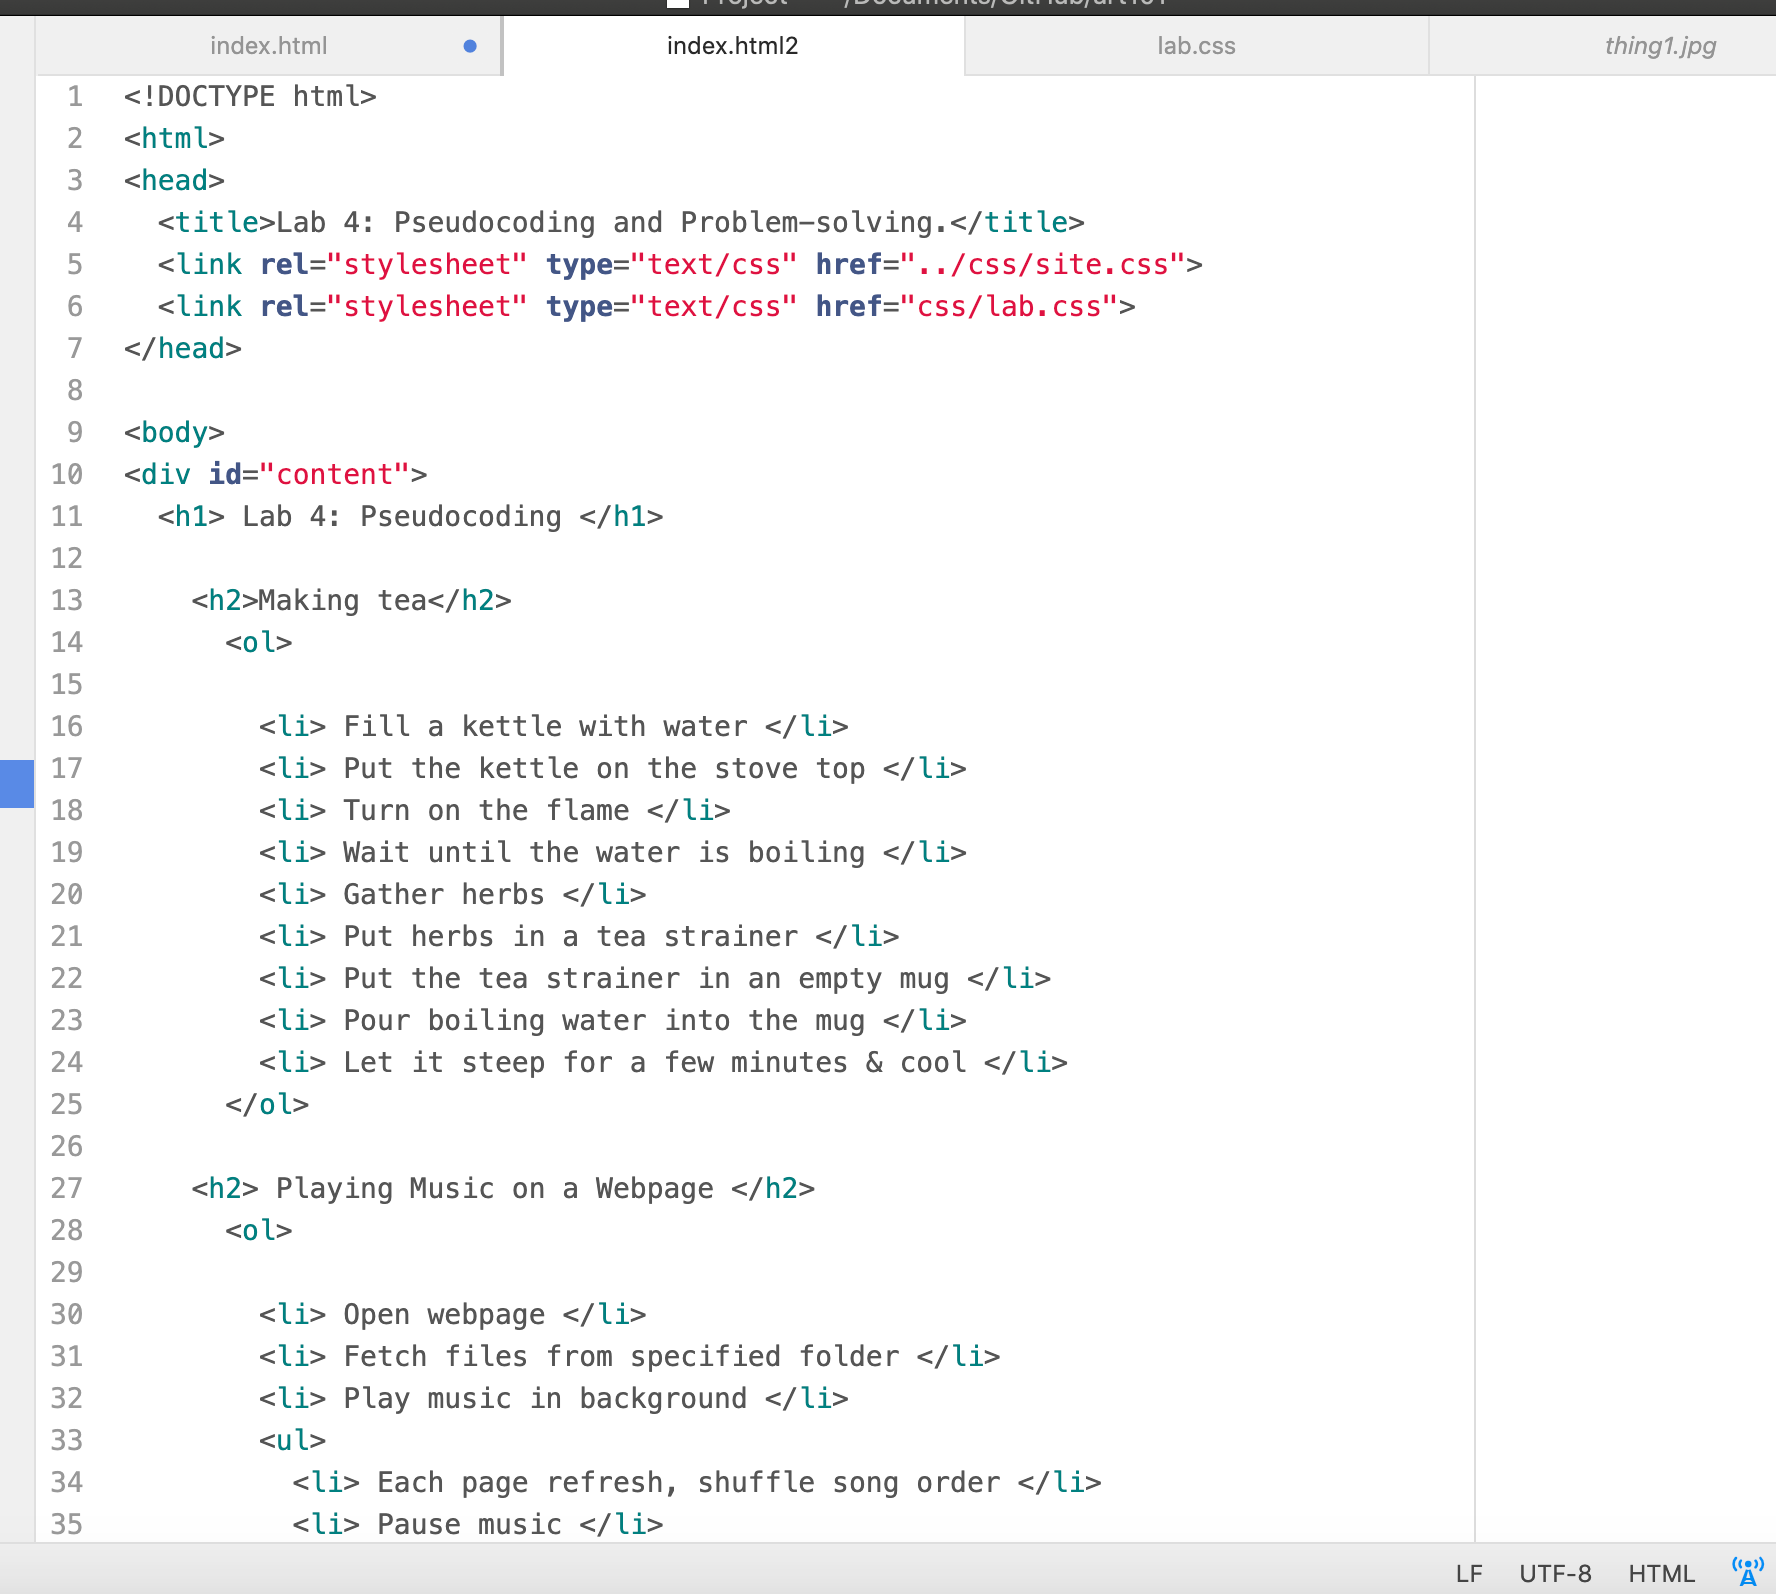 index.html index.html2 lab.css thing1.jpg
1 <!DOCTYPE html>
2 <html>
3 <head>
4   <title>Lab 4: Pseudocoding and Problem-solving.</title>
5   <link rel="stylesheet" type="text/css" href="../css/site.css">
6   <link rel="stylesheet" type="text/css" href="css/lab.css">
7 </head>
8
9 <body>
10 <div id="content">
11   <h1> Lab 4: Pseudocoding </h1>
12
13     <h2>Making tea</h2>
14       <ol>
15
16         <li> Fill a kettle with water </li>
17         <li> Put the kettle on the stove top </li>
18         <li> Turn on the flame </li>
19         <li> Wait until the water is boiling </li>
20         <li> Gather herbs </li>
21         <li> Put herbs in a tea strainer </li>
22         <li> Put the tea strainer in an empty mug </li>
23         <li> Pour boiling water into the mug </li>
24         <li> Let it steep for a few minutes & cool </li>
25       </ol>
26
27     <h2> Playing Music on a Webpage </h2>
28       <ol>
29
30         <li> Open webpage </li>
31         <li> Fetch files from specified folder </li>
32         <li> Play music in background </li>
33         <ul>
34           <li> Each page refresh, shuffle song order </li>
35           <li> Pause music </li>
LF UTF-8 HTML